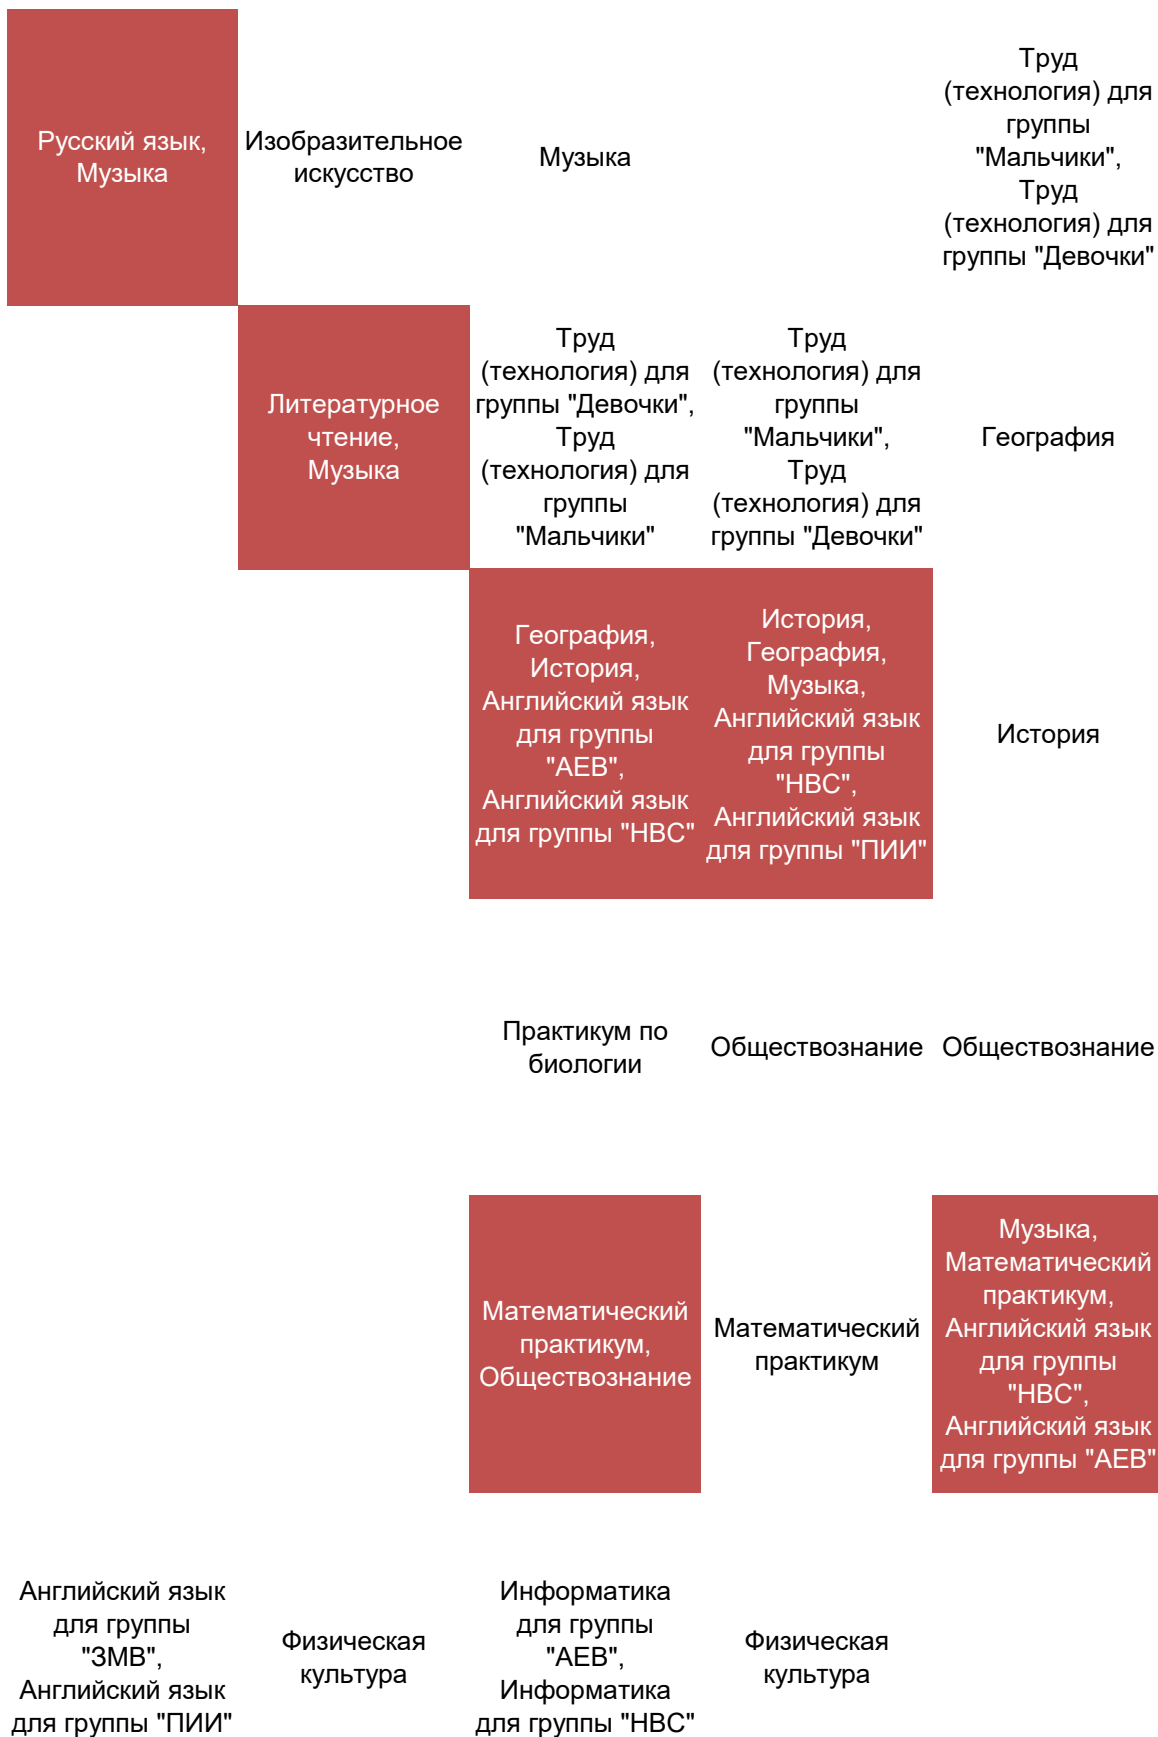 Русский язык,
Музыка
Изобразительное
искусство
Музыка
Труд
(технология) для
группы
"Мальчики",
Труд
(технология) для
группы "Девочки"
Литературное
чтение,
Музыка
Труд
(технология) для
группы "Девочки",
Труд
(технология) для
группы
"Мальчики"
Труд
(технология) для
группы
"Мальчики",
Труд
(технология) для
группы "Девочки"
География
География,
История,
Английский язык
для группы
"АЕВ",
Английский язык
для группы "НВС"
История,
География,
Музыка,
Английский язык
для группы
"НВС",
Английский язык
для группы "ПИИ"
История
Практикум по
биологии
Обществознание
Обществознание
Математический
практикум,
Обществознание
Математический
практикум
Музыка,
Математический
практикум,
Английский язык
для группы
"НВС",
Английский язык
для группы "АЕВ"
Английский язык
для группы
"ЗМВ",
Английский язык
для группы "ПИИ"
Физическая
культура
Информатика
для группы
"АЕВ",
Информатика
для группы "НВС"
Физическая
культура